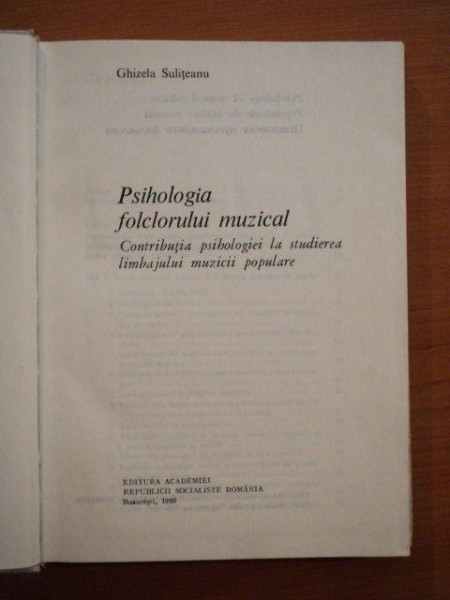 Ghizela Sulițeanu
Psihologia
folclorului muzical
Contribuția psihologiei la studierea
limbajului muzicii populare
EDITURA ACADEMIEI
REPUBLICII SOCIALISTE ROMÂNIA
București, 1980